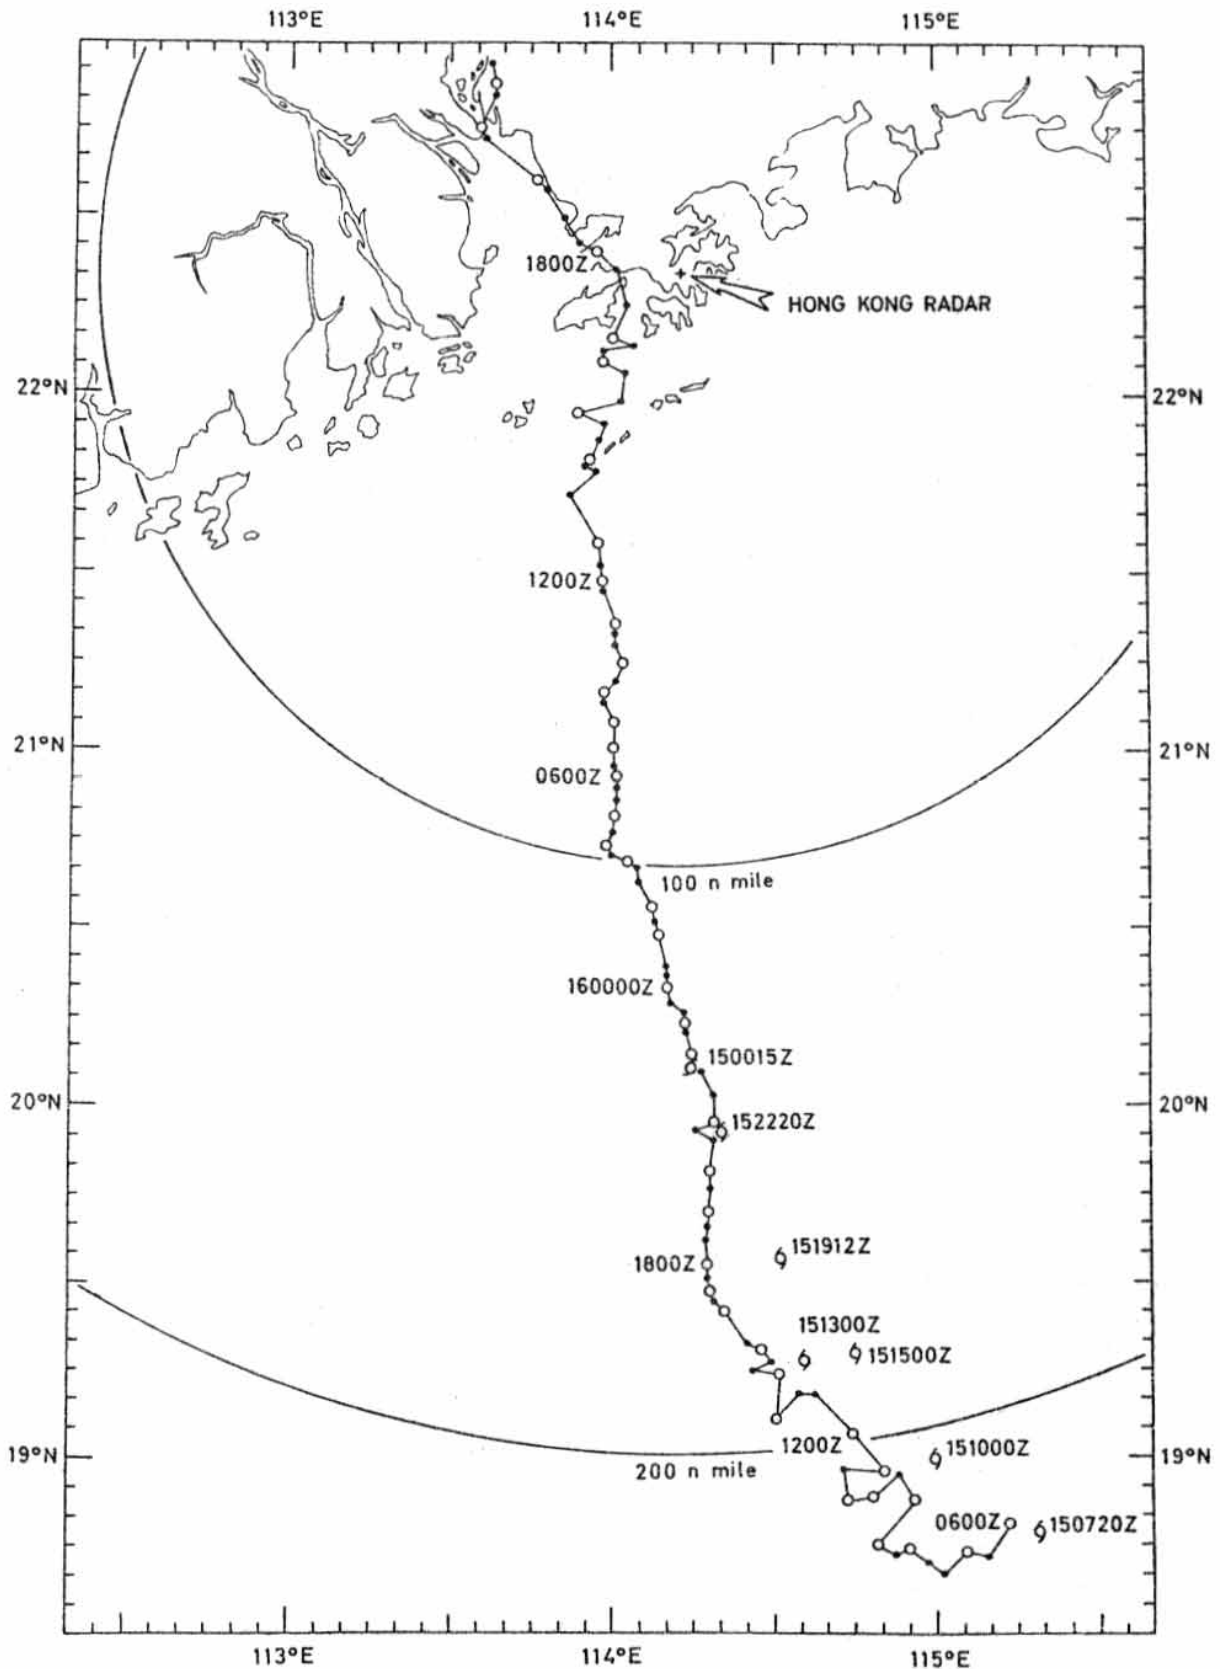 113°E 114°E 115°E
1800Z
HONG KONG RADAR
22°N 22°N
1200Z
21°N 21°N
0600Z
100 n mile
160000Z
150015Z
20°N 20°N
152220Z
151912Z
1800Z
151300Z
151500Z
1200Z
151000Z
19°N 19°N
200 n mile
0600Z 150720Z
113°E 114°E 115°E